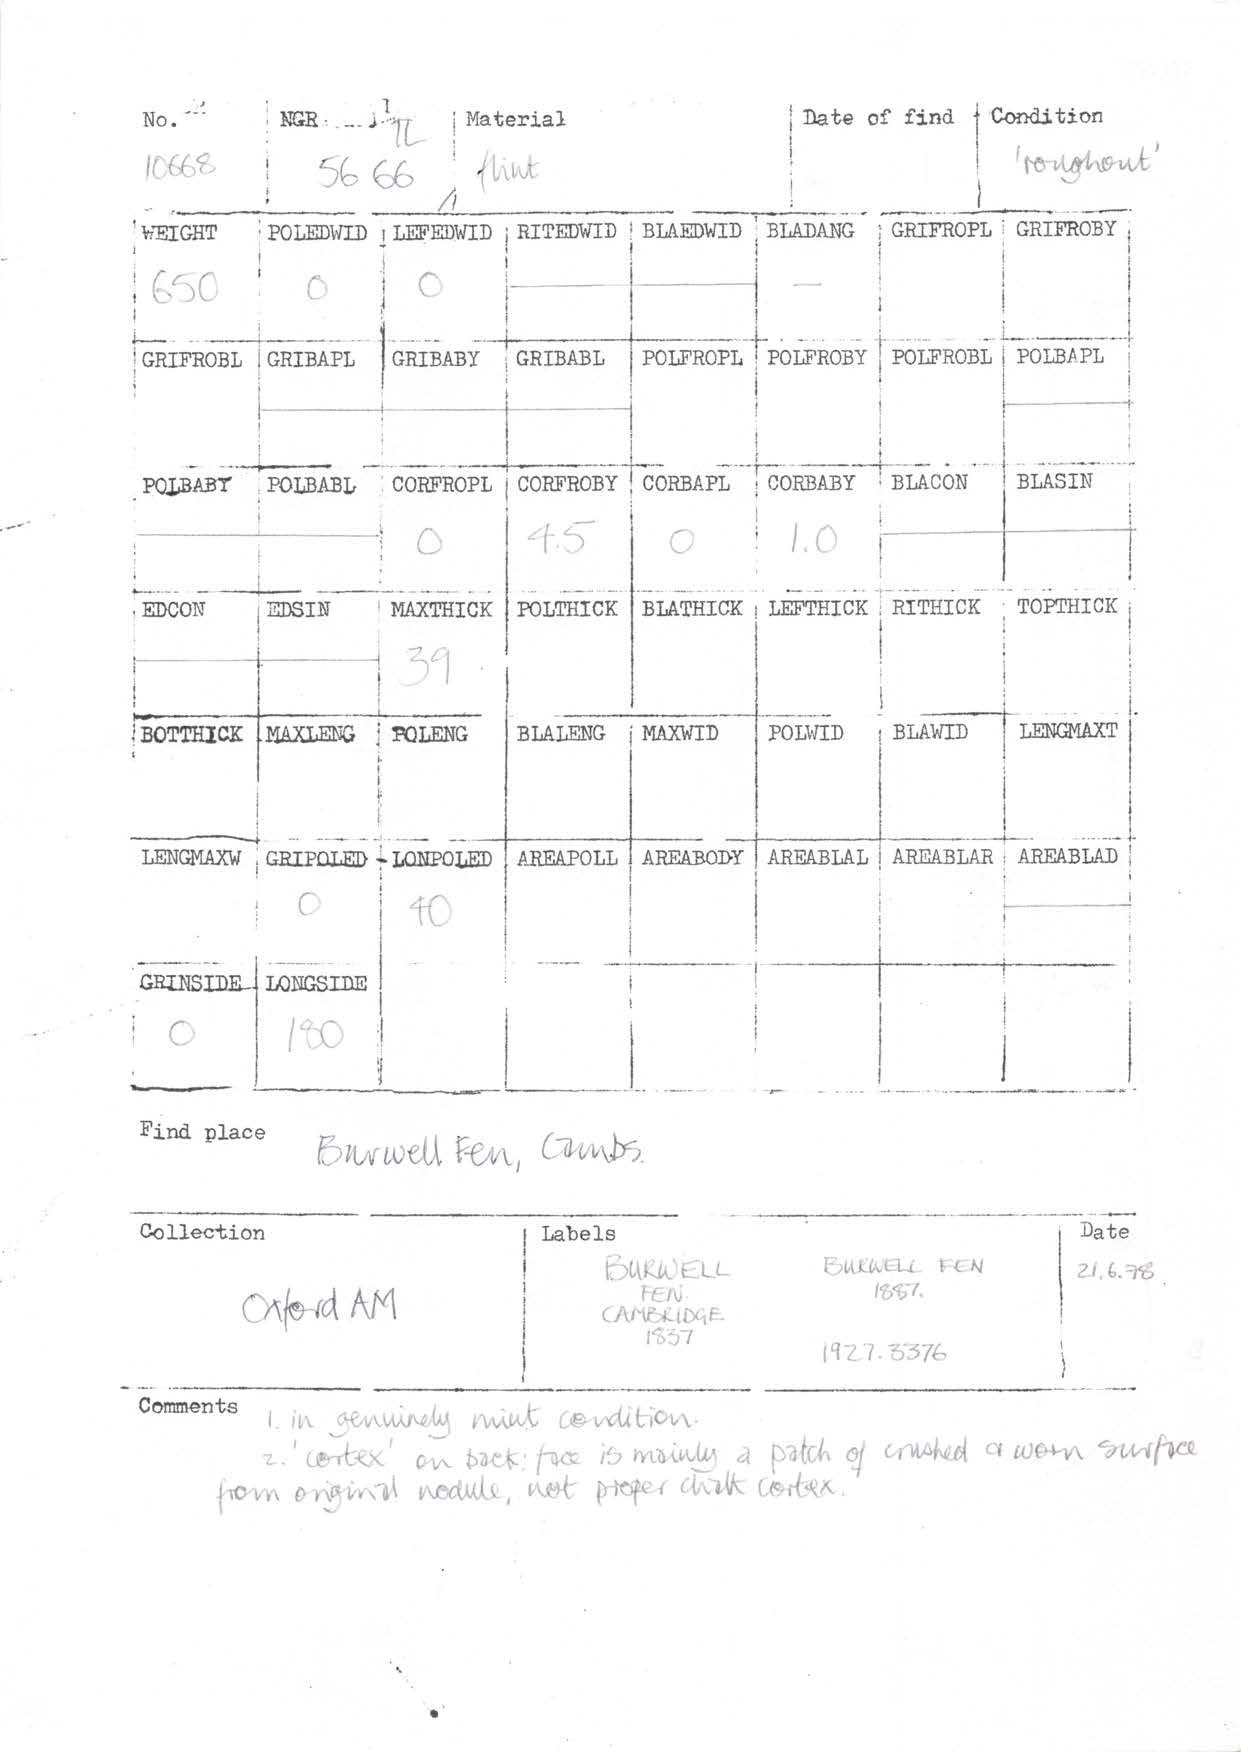 No. NGR Material Date of find Condition
10668 TL 56 66 flint 'roughout'
WEIGHT POLEDWID LEFEDWID RITEDWID BLAEDWID BLADANG GRIFROPL GRIFROBY
650 0 0 —
GRIFROBL GRIBAPL GRIBABY GRIBABL POLFROPL POLFROBY POLFROBL POLBAPL
POLBABY POLBABL CORFROPL CORFROBY CORBAPL CORBABY BLACON BLASIN
0 4.5 0 1.0
EDCON EDSIN MAXTHICK POLTHICK BLATHICK LEFTHICK RITHICK TOPTHICK
39
BOTTHICK MAXLENG POLENG BLALENG MAXWID POLWID BLAWID LENGMAXT
LENGMAXW GRIPOLED LONPOLED AREAPOLL AREABODY AREABLAL AREABLAR AREABLAD
0 40
GRINSIDE LONGSIDE
0 180
Find place Burwell Fen, Cambs.
Collection Labels Date
Oxford AM
BURWELL
FEN.
CAMBRIDGE
1837
BURWELL FEN
1887.
1927.3376
21.6.78
Comments 1. in genuinely mint condition.
2. 'cortex' on back: face is mainly a patch of crushed or worn surface
from original nodule, not proper chalk cortex.